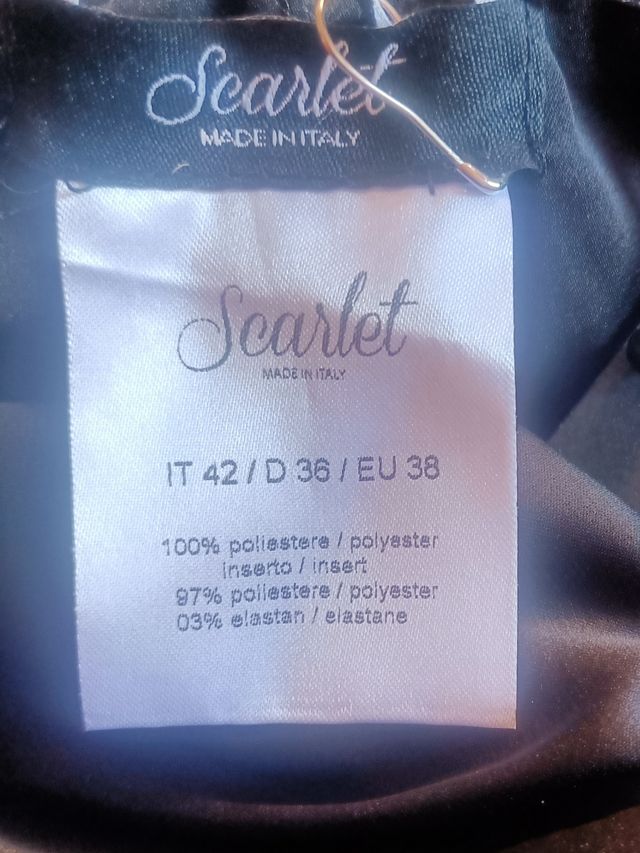 Scarlet
MADE IN ITALY
Scarlet
MADE IN ITALY
IT 42 / D 36 / EU 38
100% poliestere / polyester
inserto / insert
97% poliestere / polyester
03% elastan / elastane